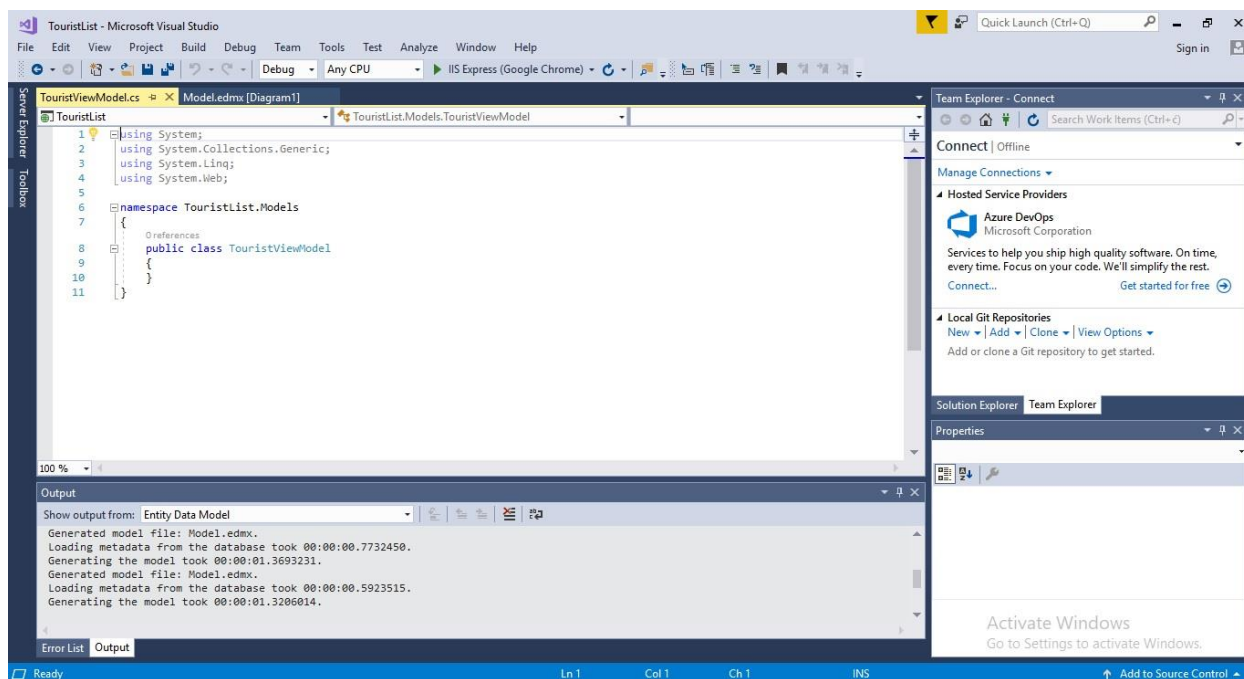 TouristList - Microsoft Visual Studio
Quick Launch (Ctrl+Q)
File Edit View Project Build Debug Team Tools Test Analyze Window Help
Sign in
Debug Any CPU IIS Express (Google Chrome)
Server Explorer
Toolbox
TouristViewModel.cs Model.edmx [Diagram1]
TouristList TouristList.Models.TouristViewModel
1 using System;
2 using System.Collections.Generic;
3 using System.Linq;
4 using System.Web;
5
6 namespace TouristList.Models
7 {
0 references
8 public class TouristViewModel
9 {
10 }
11 }
100 %
Output
Show output from: Entity Data Model
Generated model file: Model.edmx.
Loading metadata from the database took 00:00:00.7732450.
Generating the model took 00:00:01.3693231.
Generated model file: Model.edmx.
Loading metadata from the database took 00:00:00.5923515.
Generating the model took 00:00:01.3206014.
Error List Output
Team Explorer - Connect
Search Work Items (Ctrl+ć)
Connect | Offline
Manage Connections
Hosted Service Providers
Azure DevOps
Microsoft Corporation
Services to help you ship high quality software. On time,
every time. Focus on your code. We'll simplify the rest.
Connect... Get started for free
Local Git Repositories
New | Add | Clone | View Options
Add or clone a Git repository to get started.
Solution Explorer Team Explorer
Properties
Activate Windows
Go to Settings to activate Windows.
Ready Ln 1 Col 1 Ch 1 INS Add to Source Control